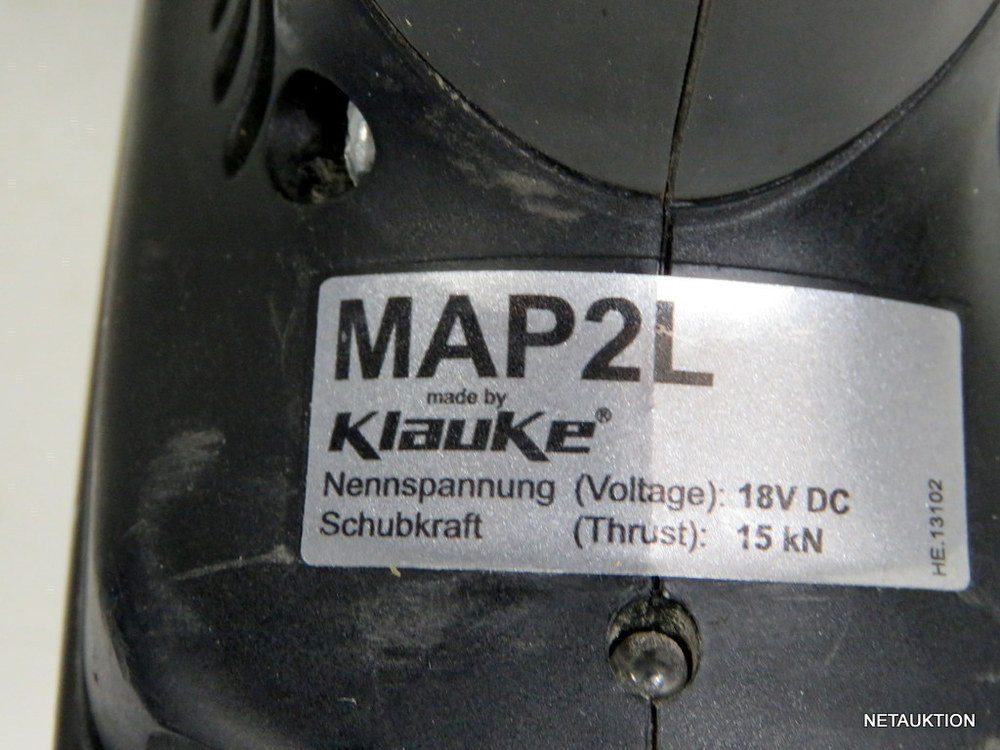 MAP2L
made by
Klauke®
Nennspannung (Voltage): 18V DC
Schubkraft (Thrust): 15 kN
HE.13102
NETAUKTION